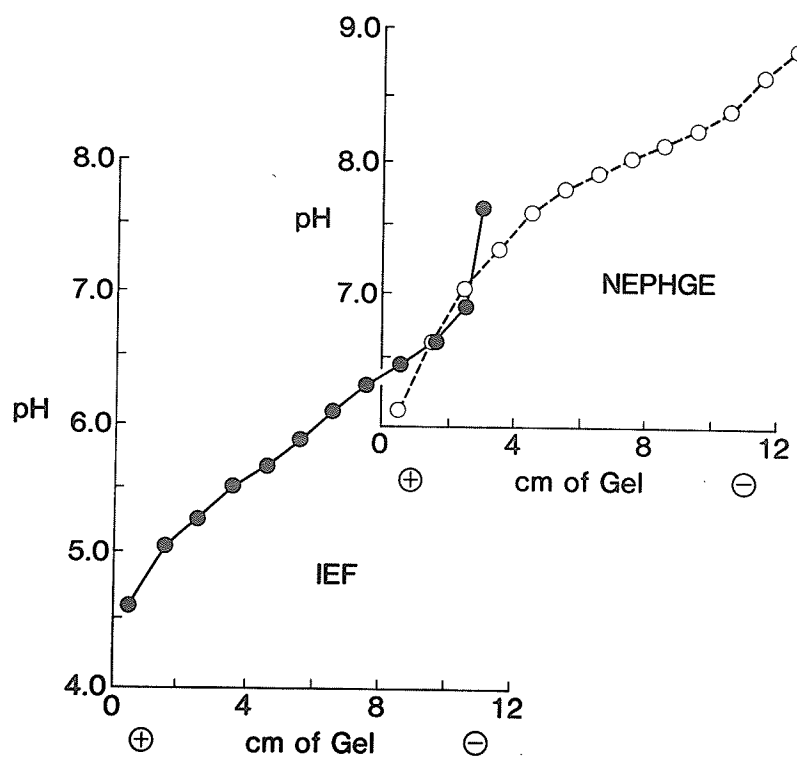 9.0
8.0
pH
7.0
NEPHGE
0 4 8 12
⊕ cm of Gel ⊖
8.0
7.0
pH
6.0
5.0
IEF
4.0
0 4 8 12
⊕ cm of Gel ⊖